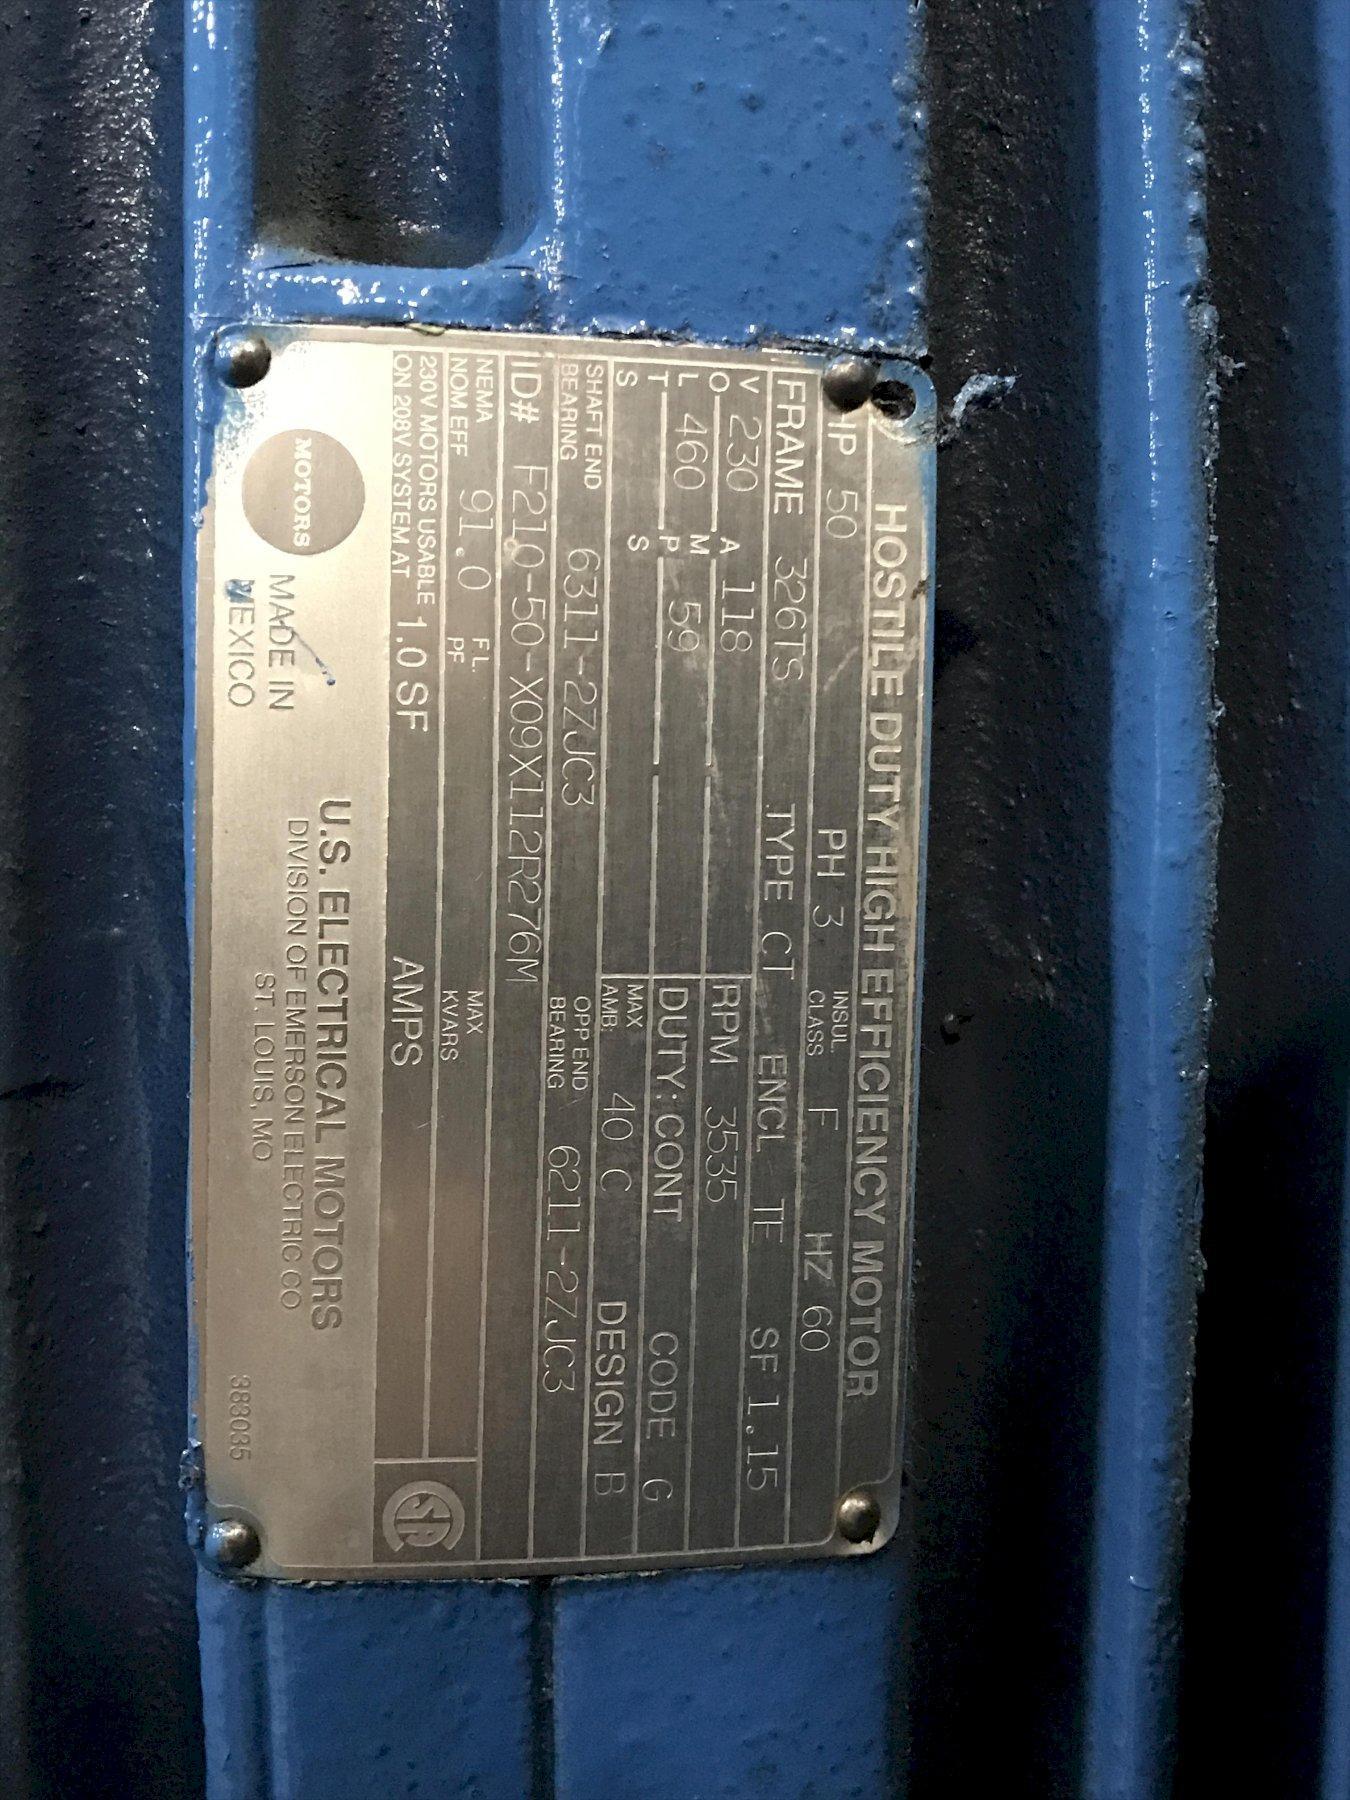 HOSTILE DUTY HIGH EFFICIENCY MOTOR
HP 50 PH 3 INSUL. CLASS F HZ 60
FRAME 326TS TYPE CT ENCL TE SF 1.15
VOLTS 230 AMPS 118 RPM 3535
460 59 DUTY: CONT CODE G
MAX AMB. 40 C DESIGN B
SHAFT END BEARING 6311-2ZJC3 OPP END BEARING 6211-2ZJC3
ID# F210-50-X09X112R276M
NEMA NOM EFF 91.0 FL. PF MAX KVARS
230V MOTORS USABLE
ON 208V SYSTEM AT 1.0 SF AMPS
MOTORS
MADE IN
MEXICO
U.S. ELECTRICAL MOTORS
DIVISION OF EMERSON ELECTRIC CO
ST. LOUIS, MO
383035